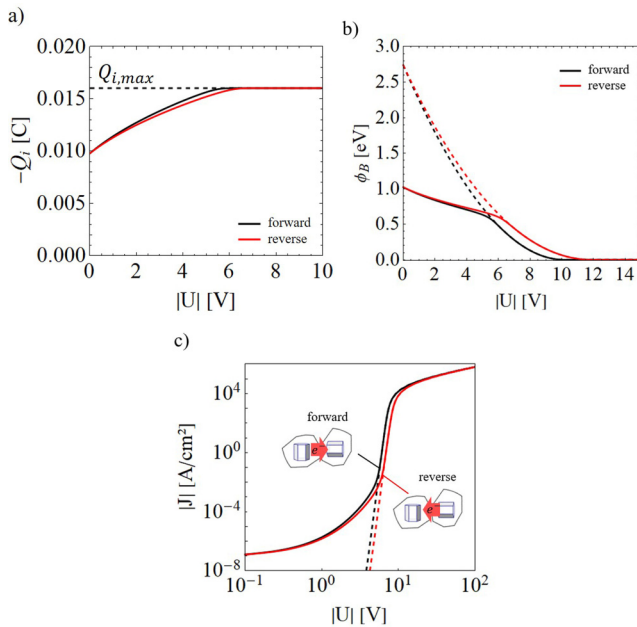 a)
-Q_i [C]
0.020
0.015
0.010
0.005
0.000
Q_{i,max}
forward
reverse
0 2 4 6 8 10
|U| [V]
b)
ϕ_B [eV]
3.0
2.5
2.0
1.5
1.0
0.5
0.0
forward
reverse
0 2 4 6 8 10 12 14
|U| [V]
c)
|J| [A/cm²]
10^4
10^0
10^-4
10^-8
forward
e
reverse
e
10^-1 10^0 10^1 10^2
|U| [V]